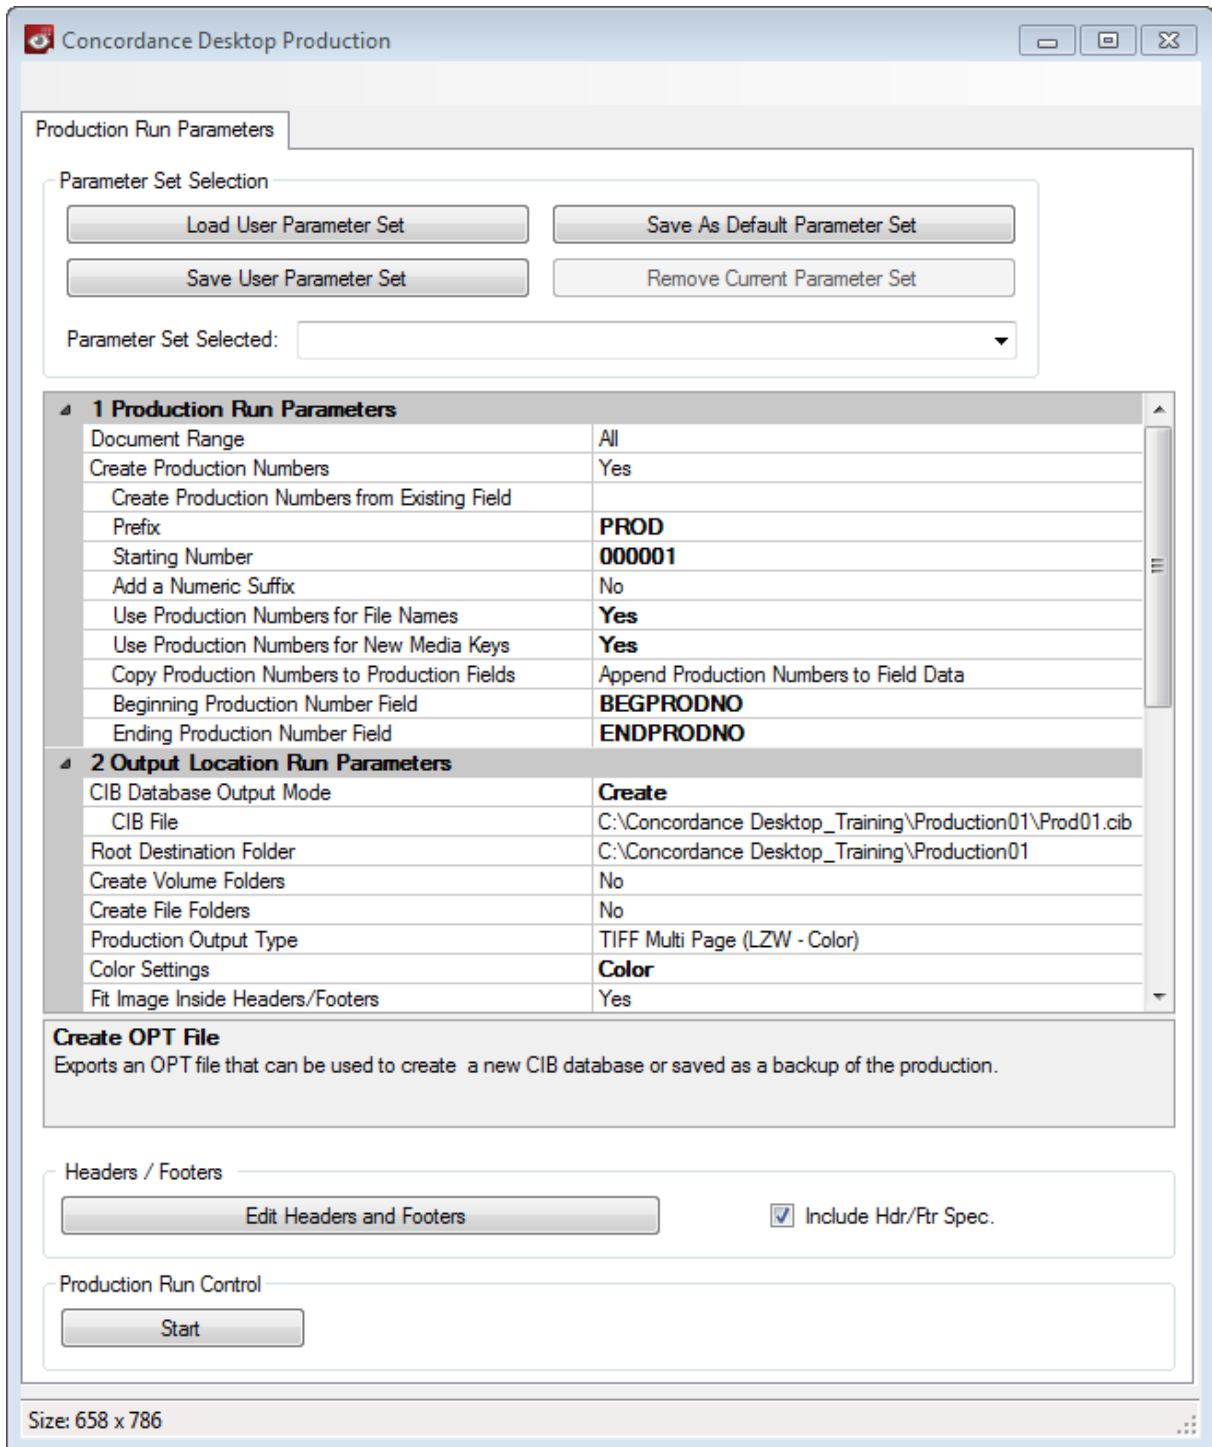 Concordance Desktop Production
Production Run Parameters
Parameter Set Selection
Load User Parameter Set
Save As Default Parameter Set
Save User Parameter Set
Remove Current Parameter Set
Parameter Set Selected:
1 Production Run Parameters
Document Range All
Create Production Numbers Yes
Create Production Numbers from Existing Field
Prefix PROD
Starting Number 000001
Add a Numeric Suffix No
Use Production Numbers for File Names Yes
Use Production Numbers for New Media Keys Yes
Copy Production Numbers to Production Fields Append Production Numbers to Field Data
Beginning Production Number Field BEGPRODNO
Ending Production Number Field ENDPRODNO
2 Output Location Run Parameters
CIB Database Output Mode Create
CIB File C:\Concordance Desktop_Training\Production01\Prod01.cib
Root Destination Folder C:\Concordance Desktop_Training\Production01
Create Volume Folders No
Create File Folders No
Production Output Type TIFF Multi Page (LZW - Color)
Color Settings Color
Fit Image Inside Headers/Footers Yes
Create OPT File
Exports an OPT file that can be used to create a new CIB database or saved as a backup of the production.
Headers / Footers
Edit Headers and Footers
Include Hdr/Ftr Spec.
Production Run Control
Start
Size: 658 x 786